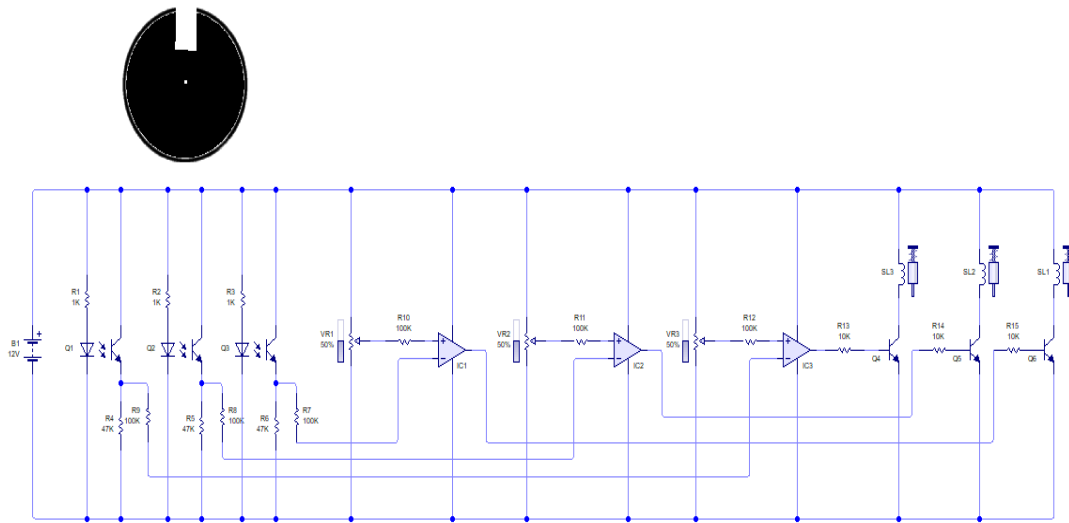 SL3
SL2
SL1
R1
1K
R2
1K
R3
1K
R10
100K
R11
100K
R12
100K
R13
10K
R14
10K
R15
10K
B1
12V
+
Q1
Q2
Q3
VR1
50%
VR2
50%
VR3
50%
+
−
+
−
+
−
IC1
IC2
IC3
Q4
Q5
Q6
R4
47K
R9
100K
R5
47K
R8
100K
R6
47K
R7
100K